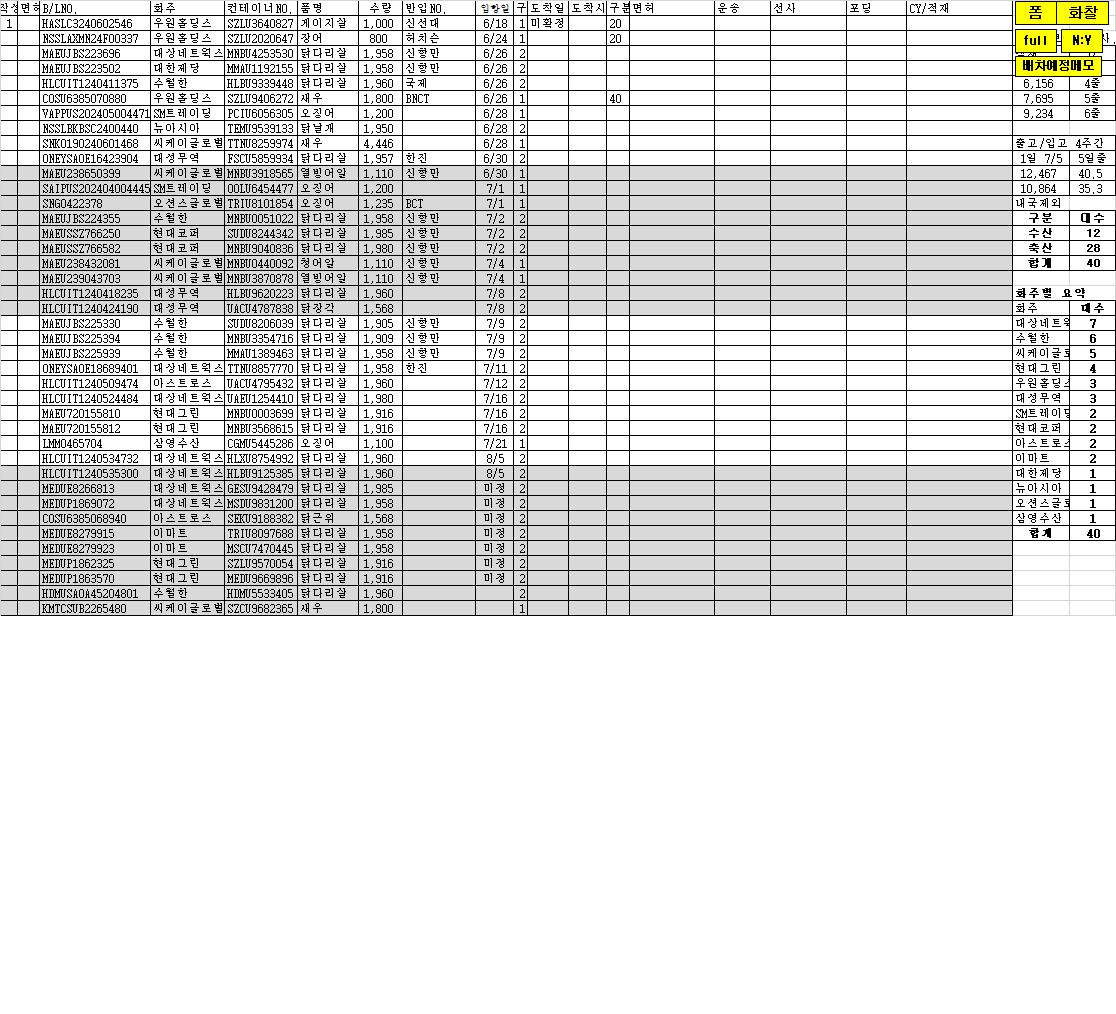 작성 면허 B/LNO. 화주 컨테이너NO. 품명 수량 반입NO. 입항일 구 도착일 도착시 구분 면허 운송 선사 포딩 CY/적재 폼 화찰
1 HASLC3240602546 우원홀딩스 SZLU3640827 게이지살 1,000 신선대 6/18 1 미확정 20
NSSLAXMN24F00337 우원홀딩스 SZLU2020647 장어 800 허치슨 6/24 1 20 full N:Y
MAEUJBS223696 대상네트웍스 MNBU4253530 닭다리살 1,958 신항만 6/26 2
MAEUJBS223502 대한제당 MMAU1192155 닭다리살 1,958 신항만 6/26 2 배차예정메모
HLCUIT1240411375 수월한 HLBU9339448 닭다리살 1,960 국제 6/26 2 6,156 4줄
COSU6385070880 우원홀딩스 SZLU9406272 새우 1,800 BNCT 6/26 1 40 7,695 5줄
VAPPUS202405004471 SM트레이딩 PCIU6056305 오징어 1,200 6/28 1 9,234 6줄
NSSLBKBSC2400440 뉴아시아 TEMU9539133 닭날개 1,950 6/28 2
SNKO190240601468 씨케이글로벌 TTNU8259974 새우 4,446 6/28 1 출고/입고 4주간
ONEYSAOE16423904 대성무역 FSCU5859934 닭다리살 1,957 한진 6/30 2 1일 7/5 5일줄
MAEU238650399 씨케이글로벌 MNBU3918565 열빙어알 1,110 신항만 6/30 1 12,467 40.5
SAIPUS202404004445 SM트레이딩 OOLU6454477 오징어 1,200 7/1 1 10,864 35.3
SNGO422378 오션스글로벌 TRIU8101854 오징어 1,235 BCT 7/1 1 내국제외
MAEUJBS224355 수월한 MNBU0051022 닭다리살 1,958 신항만 7/2 2 구분 대수
MAEUSSZ766250 현대코퍼 SUDU8244342 닭다리살 1,985 신항만 7/2 2 수산 12
MAEUSSZ766582 현대코퍼 MNBU9040836 닭다리살 1,980 신항만 7/2 2 축산 28
MAEU238432081 씨케이글로벌 MNBU0440092 청어알 1,110 신항만 7/4 1 합계 40
MAEU239043703 씨케이글로벌 MNBU3870878 열빙어알 1,110 신항만 7/4 1
HLCUIT1240418235 대성무역 HLBU9620223 닭다리살 1,960 7/8 2 화주별 요약
HLCUIT1240424190 대성무역 UACU4787838 닭장각 1,568 7/8 2 화주 대수
MAEUJBS225330 수월한 SUDU8206039 닭다리살 1,905 신항만 7/9 2 대상네트웍 7
MAEUJBS225394 수월한 MNBU3354716 닭다리살 1,909 신항만 7/9 2 수월한 6
MAEUJBS225939 수월한 MMAU1389463 닭다리살 1,958 신항만 7/9 2 씨케이글로 5
ONEYSAOE18689401 대상네트웍스 TTNU8857770 닭다리살 1,958 한진 7/11 2 현대그린 4
HLCUIT1240509474 아스트로스 UACU4795432 닭다리살 1,960 7/12 2 우원홀딩스 3
HLCUIT1240524484 대상네트웍스 UAEU1254410 닭다리살 1,980 7/16 2 대성무역 3
MAEU720155810 현대그린 MNBU0003699 닭다리살 1,916 7/16 2 SM트레이딩 2
MAEU720155812 현대그린 MNBU3568615 닭다리살 1,916 7/16 2 현대코퍼 2
LMM0465704 삼영수산 CGMU5445286 오징어 1,100 7/21 1 아스트로스 2
HLCUIT1240534732 대상네트웍스 HLXU8754992 닭다리살 1,960 8/5 2 이마트 2
HLCUIT1240535300 대상네트웍스 HLBU9125385 닭다리살 1,960 8/5 2 대한제당 1
MEDUE8266813 대상네트웍스 GESU9428479 닭다리살 1,985 미정 2 뉴아시아 1
MEDUP1869072 대상네트웍스 MSDU9831200 닭다리살 1,958 미정 2 오션스글로 1
COSU6385068940 아스트로스 SEKU9188382 닭근위 1,568 미정 2 삼영수산 1
MEDUE8279915 이마트 TRIU8097688 닭다리살 1,958 미정 2 합계 40
MEDUE8279923 이마트 MSCU7470445 닭다리살 1,958 미정 2
MEDUP1862325 현대그린 SZLU9570054 닭다리살 1,916 미정 2
MEDUP1863570 현대그린 MEDU9669896 닭다리살 1,916 미정 2
HDMUSAOA45204801 수월한 HDMU5533405 닭다리살 1,960 2
KMTCSUB2265480 씨케이글로벌 SZCU9682365 새우 1,800 1